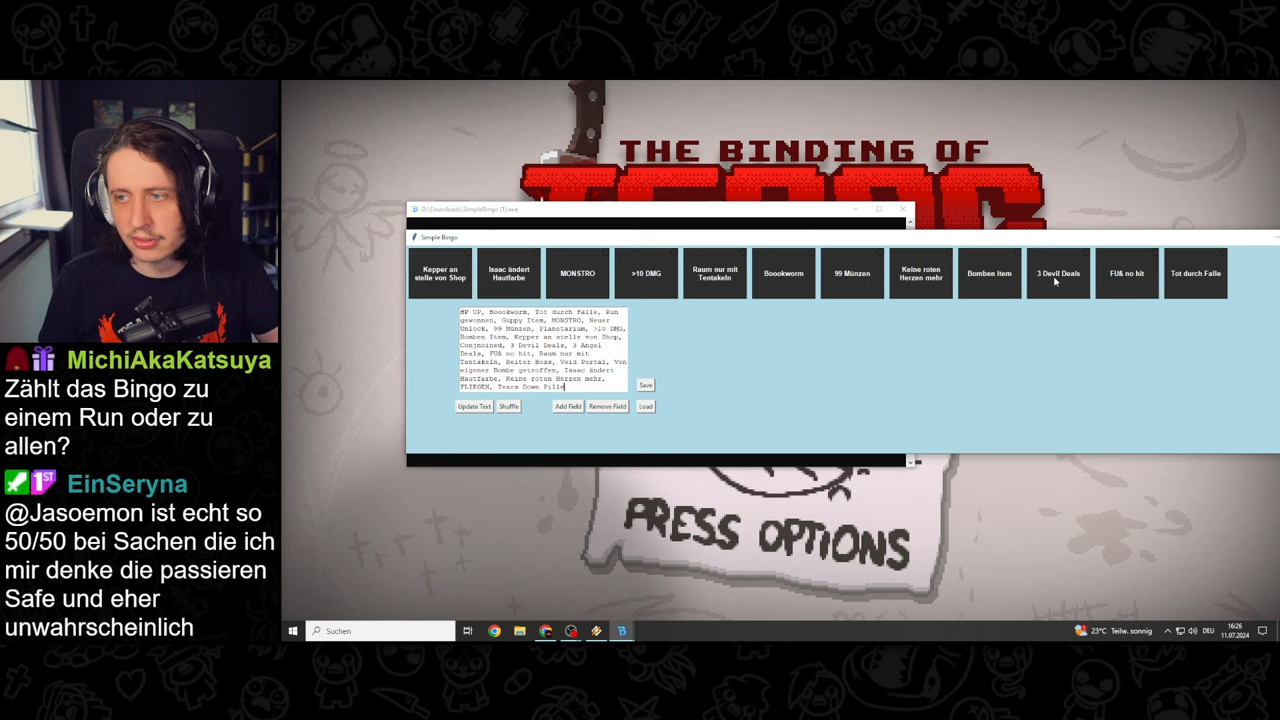 THE BINDING OF
D:\Downloads\SimpleBingo (1).exe
Simple Bingo
Kepper an
stelle von Shop
Isaac ändert
Hautfarbe
MONSTRO
>10 DMG
Raum nur mit
Tentakeln
Boookworm
99 Münzen
Keine roten
Herzen mehr
Bomben Item
3 Devil Deals
FUß no hit
Tot durch Falle
HP UP, Boookworm, Tot durch Falle, Run
gewonnen, Guppy Item, MONSTRO, Neuer
Unlock, 99 Münzen, Planetarium, >10 DMG,
Bomben Item, Kepper an stelle von Shop,
Conjnoined, 3 Devil Deals, 3 Angel
Deals, FUß no hit, Raum nur mit
Tentakeln, Reiter Boss, Void Portal, Von
eigener Bombe getroffen, Isaac ändert
Hautfarbe, Keine roten Herzen mehr,
FLIEGEN, Tears Down Pille
Save
Update Text
Shuffle
Add Field
Remove Field
Load
MichiAkaKatsuya
Zählt das Bingo zu
einem Run oder zu
allen?
EinSeryna
@Jasoemon ist echt so
50/50 bei Sachen die ich
mir denke die passieren
Safe und eher
unwahrscheinlich
PRESS OPTIONS
Suchen
23°C Teilw. sonnig
DEU
16:26
11.07.2024